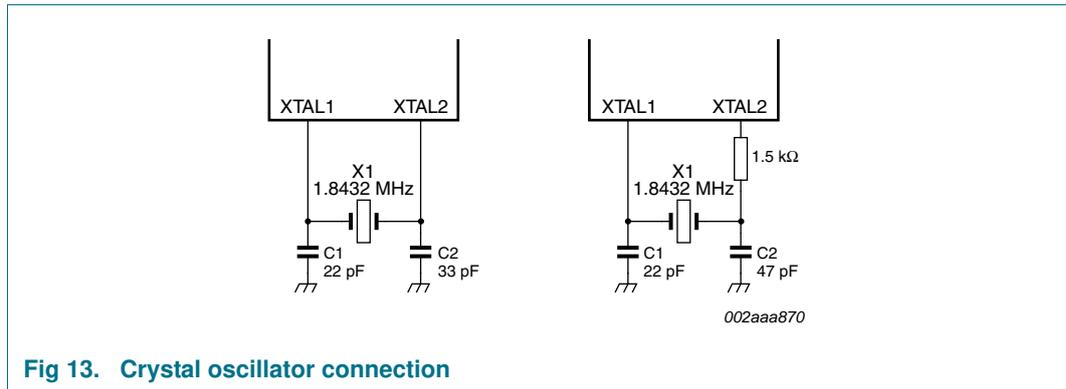 XTAL1 XTAL2
X1
1.8432 MHz
C1
22 pF
C2
33 pF
XTAL1 XTAL2
1.5 kΩ
X1
1.8432 MHz
C1
22 pF
C2
47 pF
002aaa870
Fig 13. Crystal oscillator connection